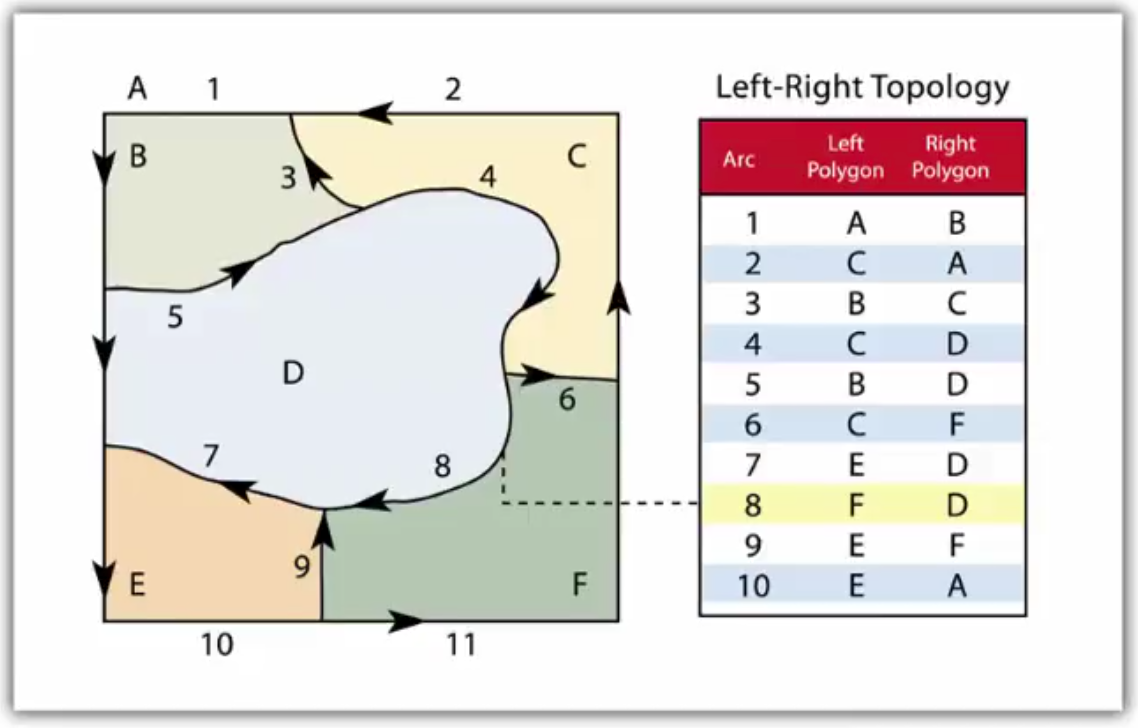 A 1 2
B
C
3
4
5
D
6
7
8
9
E
F
10 11
Left-Right Topology
Arc Left Polygon Right Polygon
1 A B
2 C A
3 B C
4 C D
5 B D
6 C F
7 E D
8 F D
9 E F
10 E A